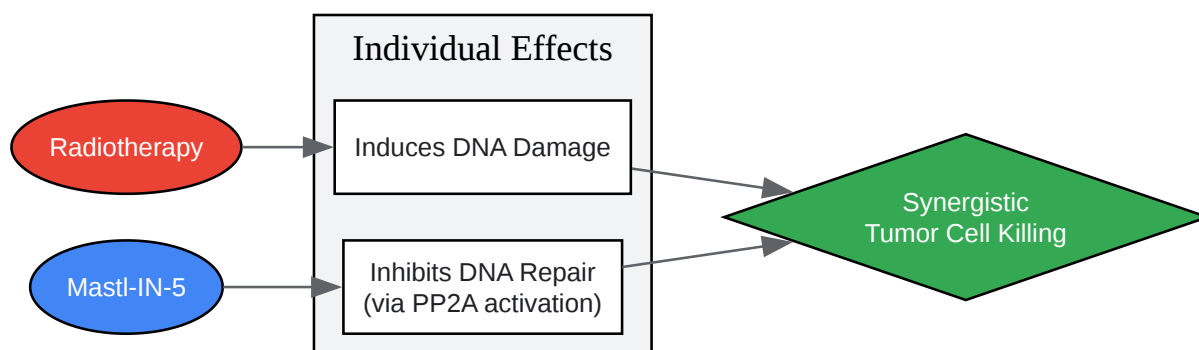 Individual Effects
Radiotherapy
Induces DNA Damage
Synergistic
Tumor Cell Killing
Mastl-IN-5
Inhibits DNA Repair
(via PP2A activation)